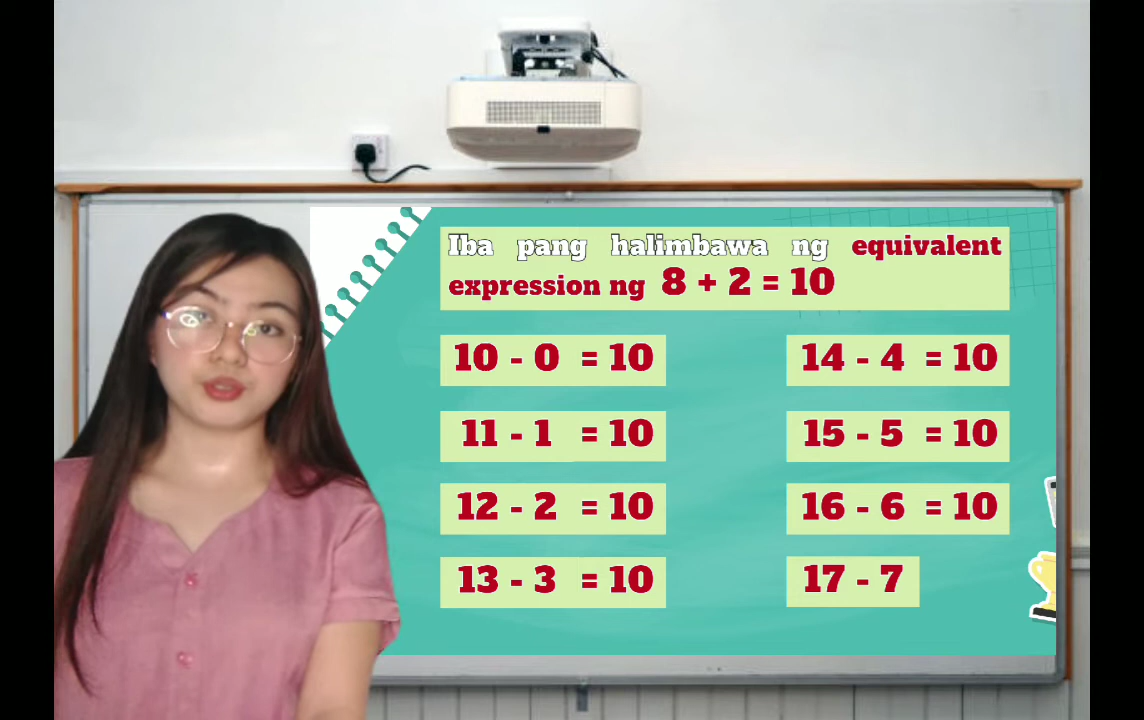 Iba pang halimbawa ng equivalent
expression ng 8 + 2 = 10
10 - 0 = 10
11 - 1 = 10
12 - 2 = 10
13 - 3 = 10
14 - 4 = 10
15 - 5 = 10
16 - 6 = 10
17 - 7